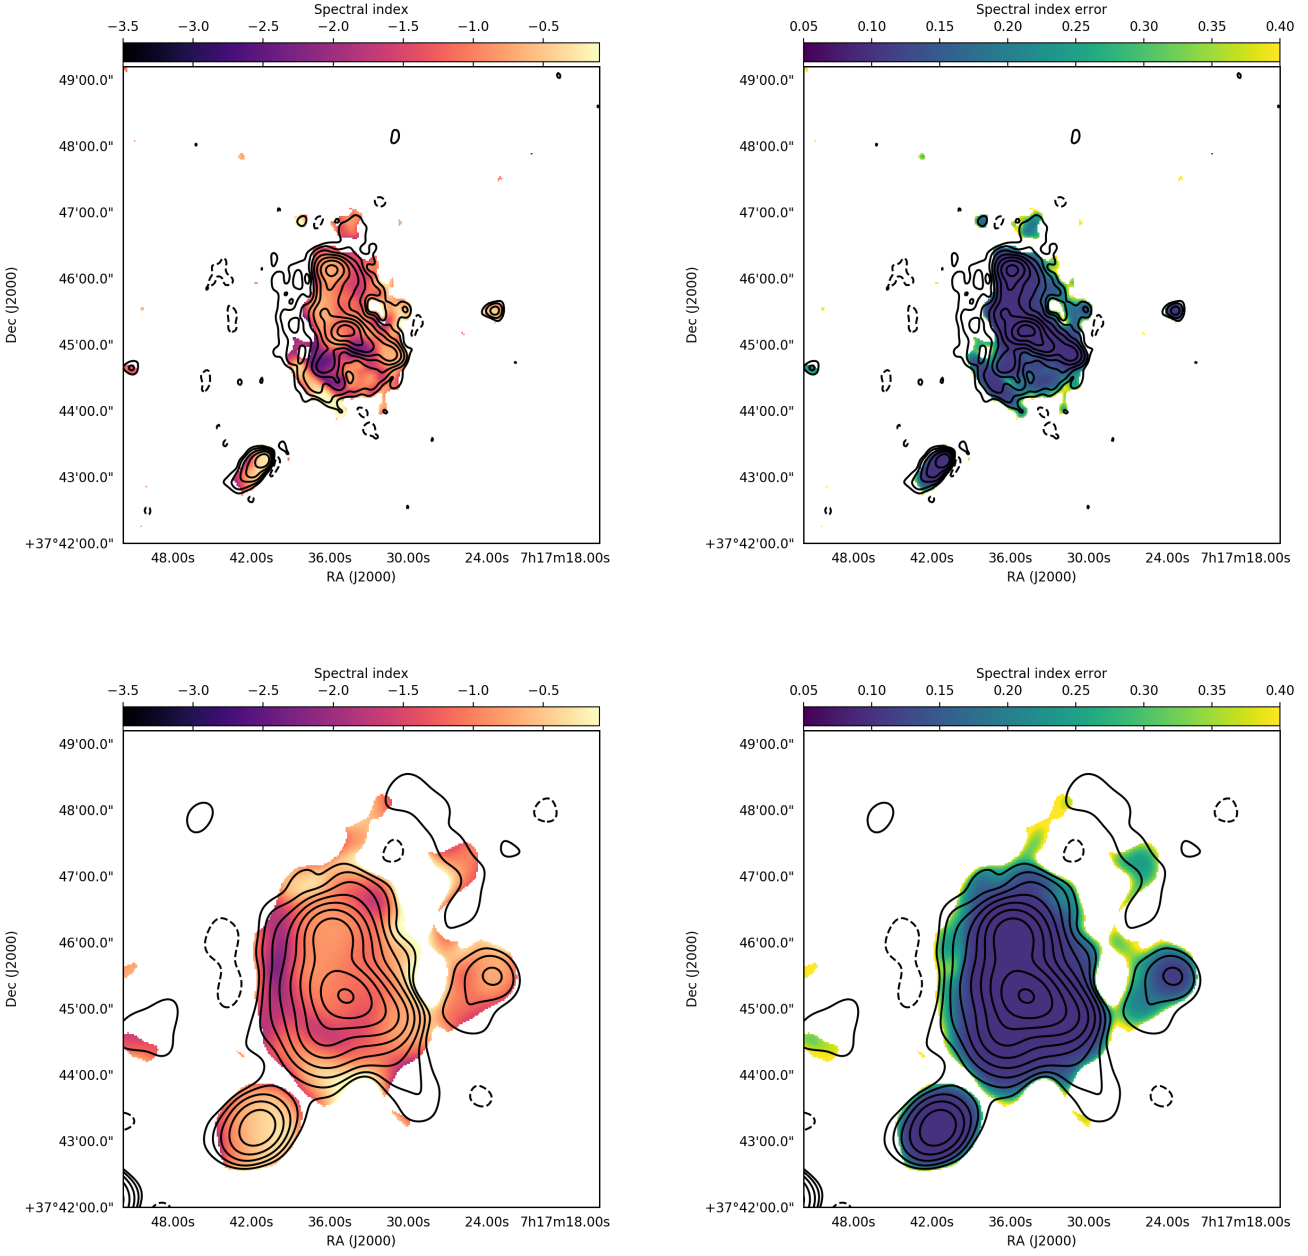 Spectral index
−3.5 −3.0 −2.5 −2.0 −1.5 −1.0 −0.5
49'00.0"
48'00.0"
47'00.0"
46'00.0"
45'00.0"
44'00.0"
43'00.0"
+37°42'00.0"
Dec (J2000)
48.00s 42.00s 36.00s 30.00s 24.00s 7h17m18.00s
RA (J2000)
Spectral index error
0.05 0.10 0.15 0.20 0.25 0.30 0.35 0.40
49'00.0"
48'00.0"
47'00.0"
46'00.0"
45'00.0"
44'00.0"
43'00.0"
+37°42'00.0"
Dec (J2000)
48.00s 42.00s 36.00s 30.00s 24.00s 7h17m18.00s
RA (J2000)
Spectral index
−3.5 −3.0 −2.5 −2.0 −1.5 −1.0 −0.5
49'00.0"
48'00.0"
47'00.0"
46'00.0"
45'00.0"
44'00.0"
43'00.0"
+37°42'00.0"
Dec (J2000)
48.00s 42.00s 36.00s 30.00s 24.00s 7h17m18.00s
RA (J2000)
Spectral index error
0.05 0.10 0.15 0.20 0.25 0.30 0.35 0.40
49'00.0"
48'00.0"
47'00.0"
46'00.0"
45'00.0"
44'00.0"
43'00.0"
+37°42'00.0"
Dec (J2000)
48.00s 42.00s 36.00s 30.00s 24.00s 7h17m18.00s
RA (J2000)